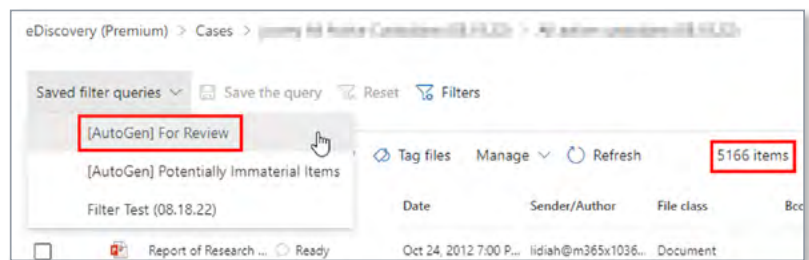 eDiscovery (Premium) > Cases >
Saved filter queries Save the query Reset Filters
[AutoGen] For Review
Tag files Manage Refresh 5166 items
[AutoGen] Potentially Immaterial Items
Filter Test (08.18.22)
Date Sender/Author File class Bcc
Report of Research ... Ready Oct 24, 2012 7:00 P... lidiah@m365x1036... Document